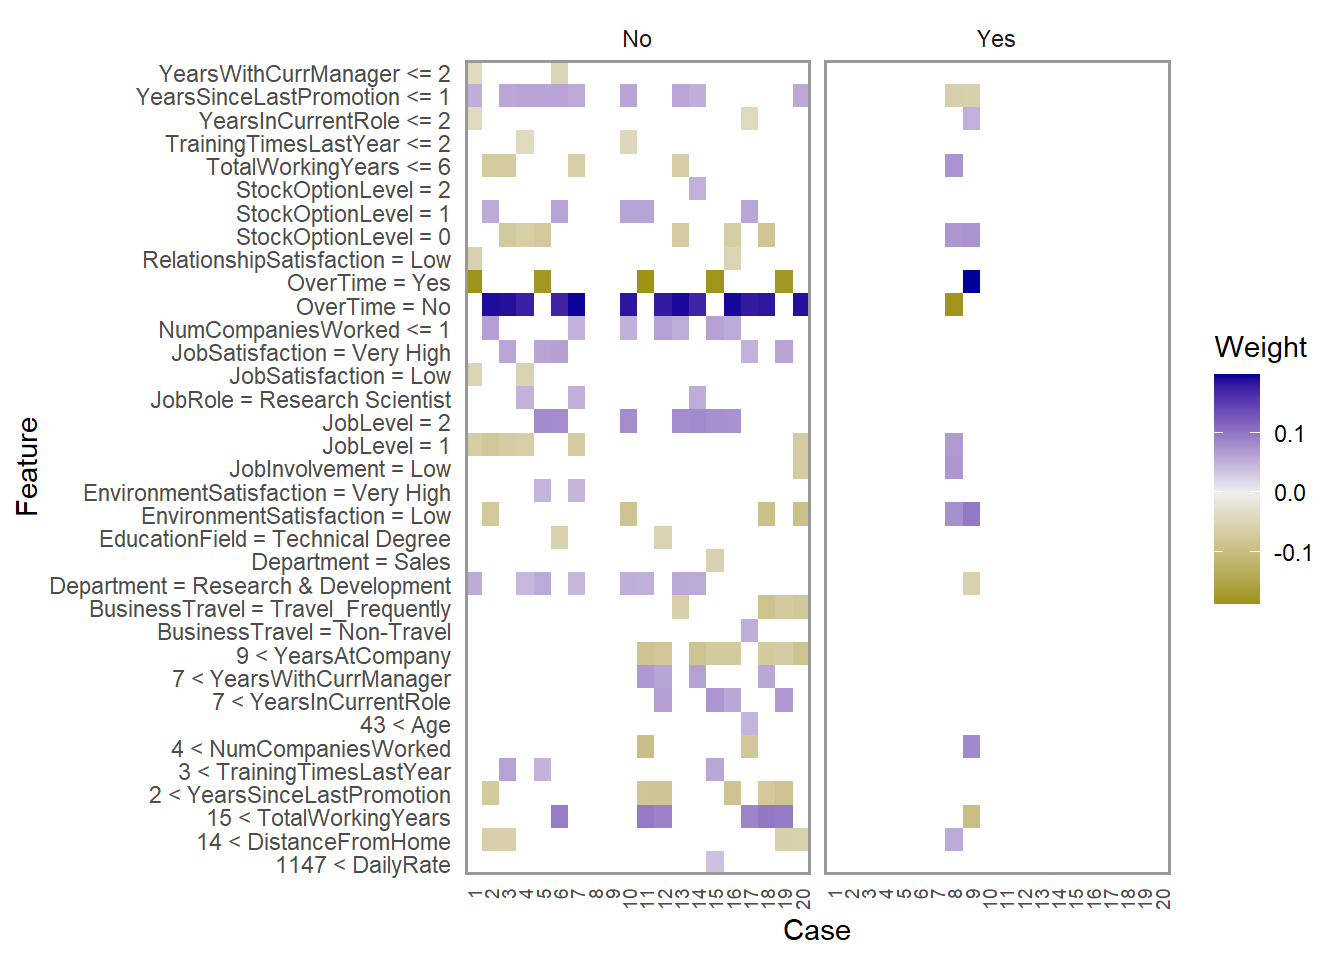 No Yes
YearsWithCurrManager <= 2
YearsSinceLastPromotion <= 1
YearsInCurrentRole <= 2
TrainingTimesLastYear <= 2
TotalWorkingYears <= 6
StockOptionLevel = 2
StockOptionLevel = 1
StockOptionLevel = 0
RelationshipSatisfaction = Low
OverTime = Yes
OverTime = No
NumCompaniesWorked <= 1
JobSatisfaction = Very High
JobSatisfaction = Low
JobRole = Research Scientist
JobLevel = 2
JobLevel = 1
JobInvolvement = Low
EnvironmentSatisfaction = Very High
EnvironmentSatisfaction = Low
EducationField = Technical Degree
Department = Sales
Department = Research & Development
BusinessTravel = Travel_Frequently
BusinessTravel = Non-Travel
9 < YearsAtCompany
7 < YearsWithCurrManager
7 < YearsInCurrentRole
43 < Age
4 < NumCompaniesWorked
3 < TrainingTimesLastYear
2 < YearsSinceLastPromotion
15 < TotalWorkingYears
14 < DistanceFromHome
1147 < DailyRate
Feature
1 2 3 4 5 6 7 8 9 10 11 12 13 14 15 16 17 18 19 20 1 2 3 4 5 6 7 8 9 10 11 12 13 14 15 16 17 18 19 20
Case
Weight
0.1
0.0
-0.1